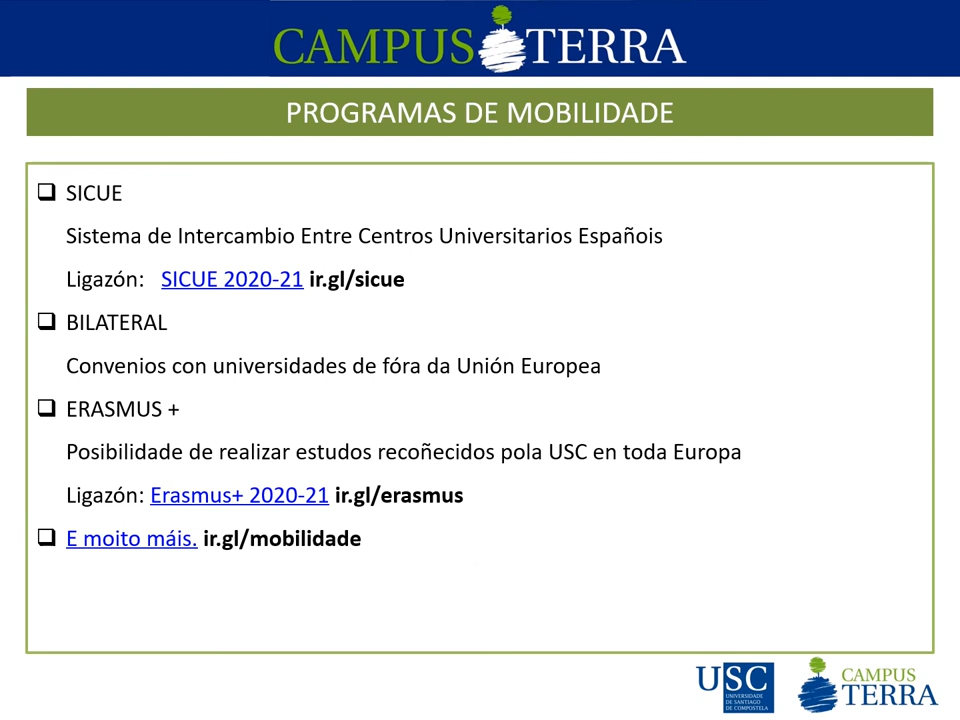 CAMPUS TERRA
PROGRAMAS DE MOBILIDADE
❑ SICUE
Sistema de Intercambio Entre Centros Universitarios Españois
Ligazón: SICUE 2020-21 ir.gl/sicue
❑ BILATERAL
Convenios con universidades de fóra da Unión Europea
❑ ERASMUS +
Posibilidade de realizar estudos recoñecidos pola USC en toda Europa
Ligazón: Erasmus+ 2020-21 ir.gl/erasmus
❑ E moito máis. ir.gl/mobilidade
USC
UNIVERSIDADE
DE SANTIAGO
DE COMPOSTELA
CAMPUS
TERRA